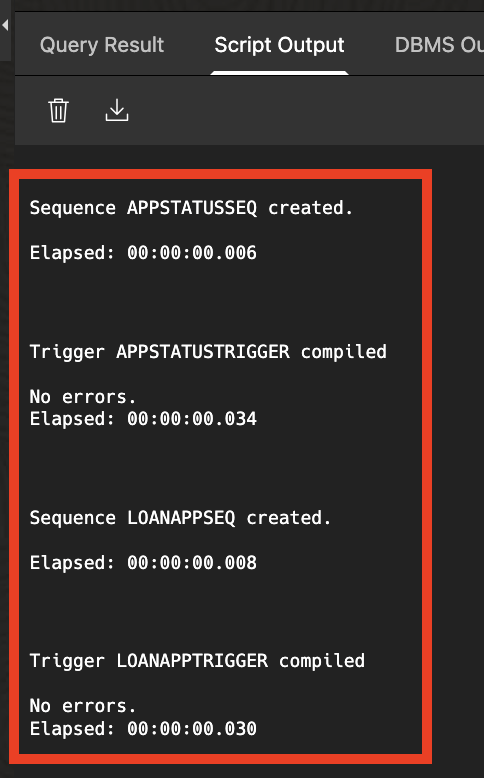 Query Result Script Output DBMS Ou
Sequence APPSTATUSSEQ created.
Elapsed: 00:00:00.006
Trigger APPSTATUSTRIGGER compiled
No errors.
Elapsed: 00:00:00.034
Sequence LOANAPPSEQ created.
Elapsed: 00:00:00.008
Trigger LOANAPPTRIGGER compiled
No errors.
Elapsed: 00:00:00.030